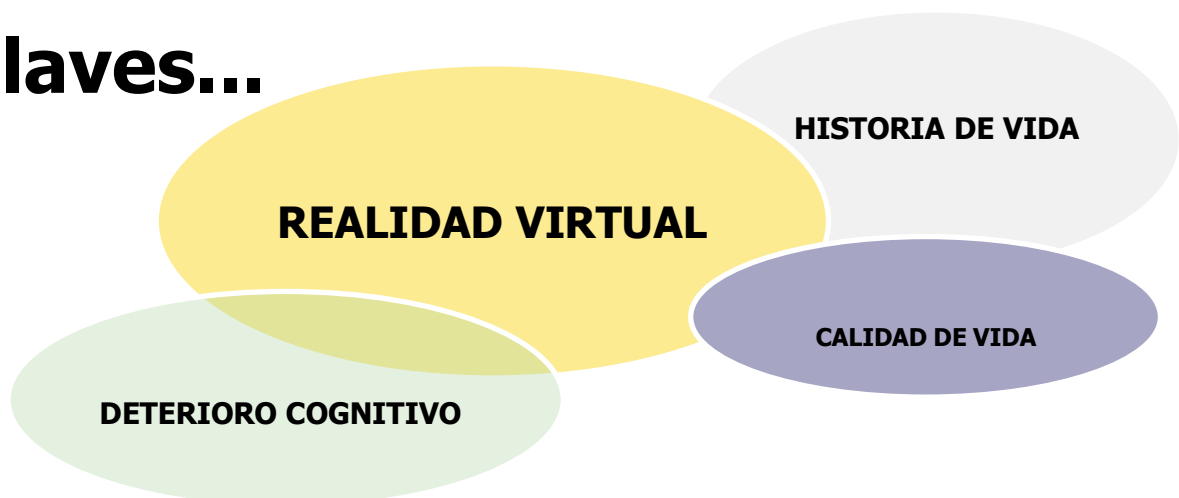 laves...
HISTORIA DE VIDA
REALIDAD VIRTUAL
CALIDAD DE VIDA
DETERIORO COGNITIVO